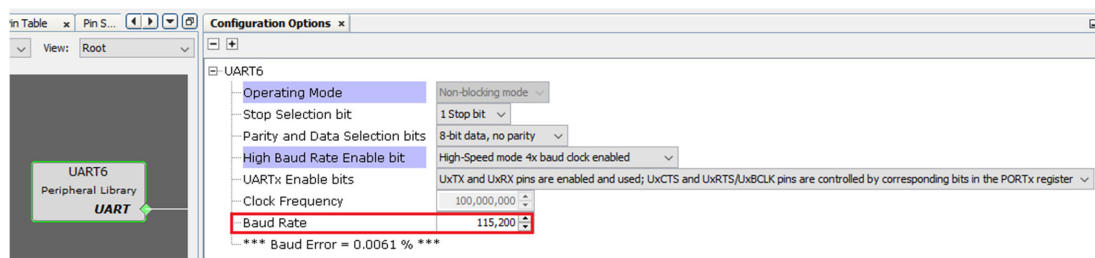 in Table x Pin S... Configuration Options x
View: Root
UART6
Operating Mode Non-blocking mode
Stop Selection bit 1 Stop bit
Parity and Data Selection bits 8-bit data, no parity
High Baud Rate Enable bit High-Speed mode 4x baud clock enabled
UARTx Enable bits UxTX and UxRX pins are enabled and used; UxCTS and UxRTS/UxBCLK pins are controlled by corresponding bits in the PORTx register
Clock Frequency 100,000,000
Baud Rate 115,200
*** Baud Error = 0.0061 % ***
UART6
Peripheral Library
UART